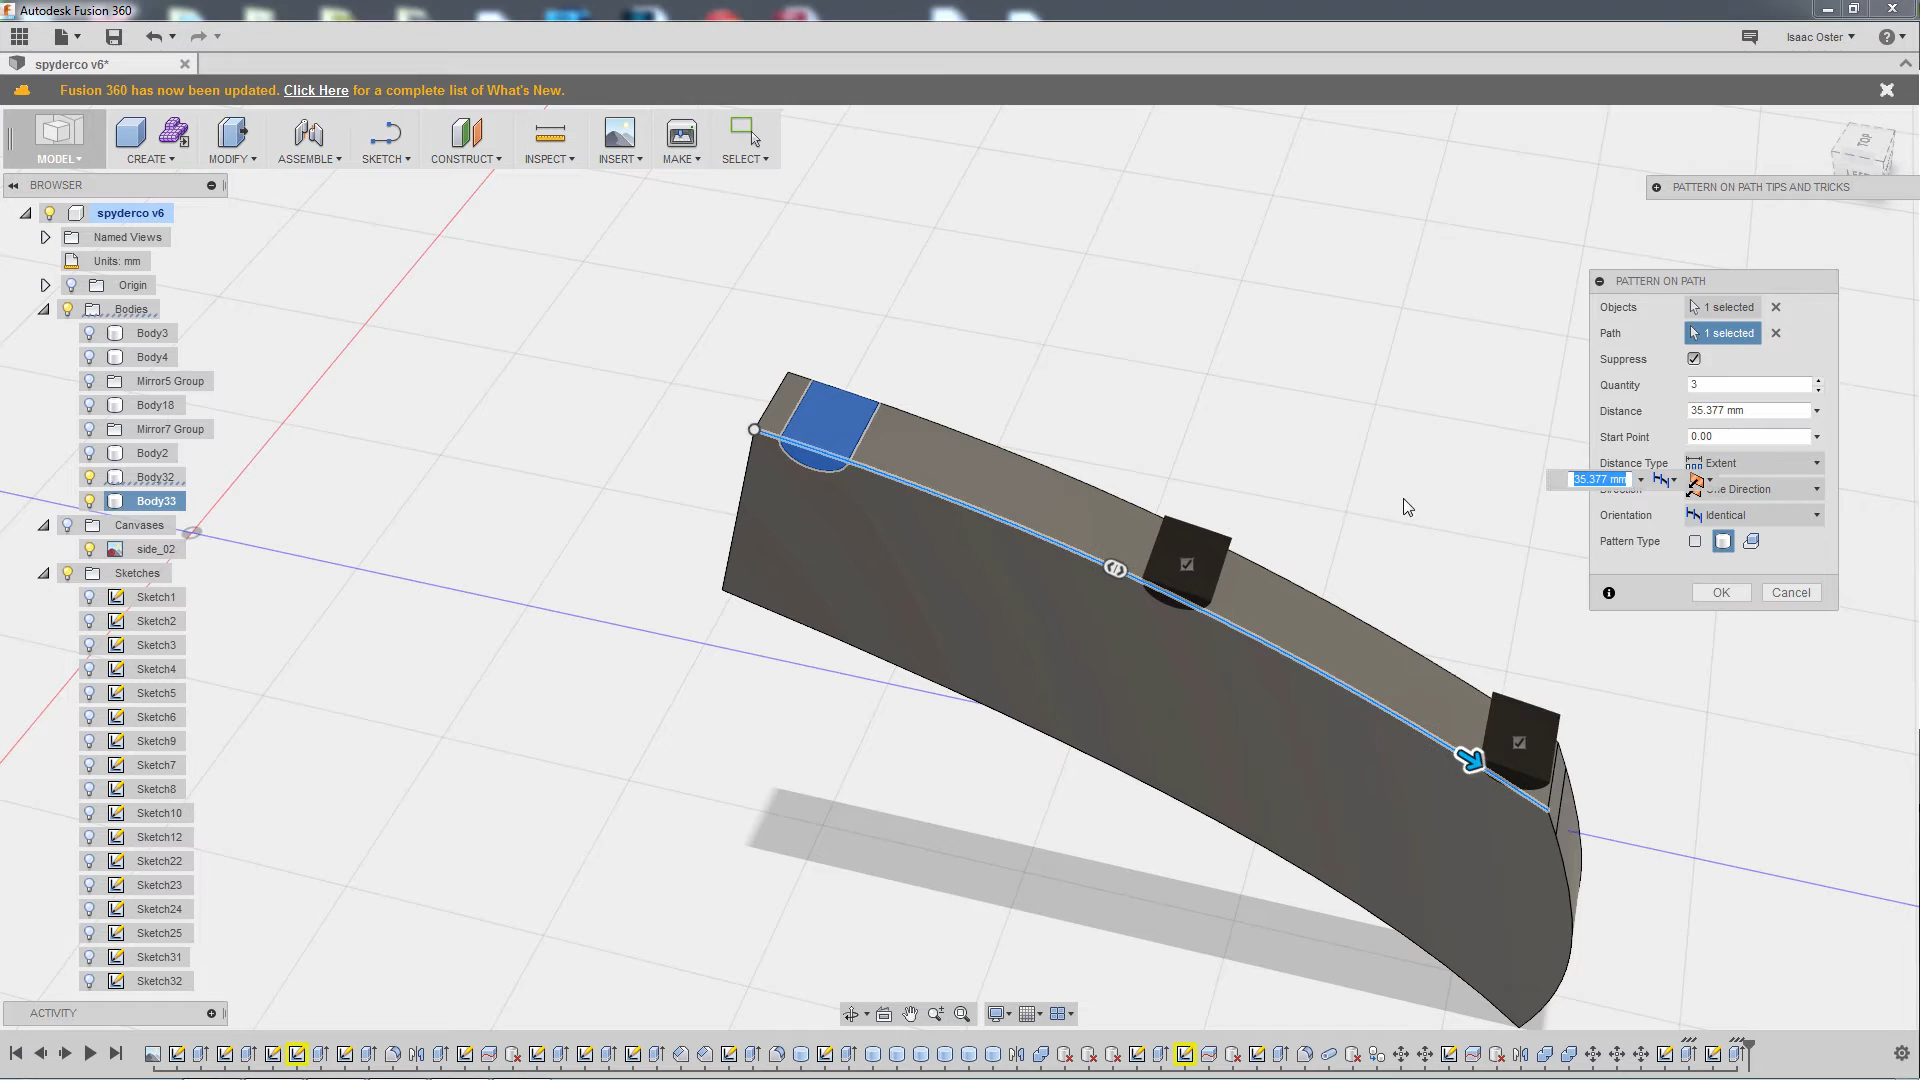 Autodesk Fusion 360
Isaac Oster
spyderco v6*
Fusion 360 has now been updated. Click Here for a complete list of What's New.
MODEL
CREATE
MODIFY
ASSEMBLE
SKETCH
CONSTRUCT
INSPECT
INSERT
MAKE
SELECT
TOP
BROWSER
PATTERN ON PATH TIPS AND TRICKS
spyderco v6
Named Views
Units: mm
Origin
Bodies
Body3
Body4
Mirror5 Group
Body18
Mirror7 Group
Body2
Body32
Body33
Canvases
side_02
Sketches
Sketch1
Sketch2
Sketch3
Sketch4
Sketch5
Sketch6
Sketch9
Sketch7
Sketch8
Sketch10
Sketch12
Sketch22
Sketch23
Sketch24
Sketch25
Sketch31
Sketch32
PATTERN ON PATH
Objects 1 selected
Path 1 selected
Suppress
Quantity 3
Distance 35.377 mm
Start Point 0.00
Distance Type Extent
35.377 mm
Direction One Direction
Orientation Identical
Pattern Type
OK Cancel
ACTIVITY